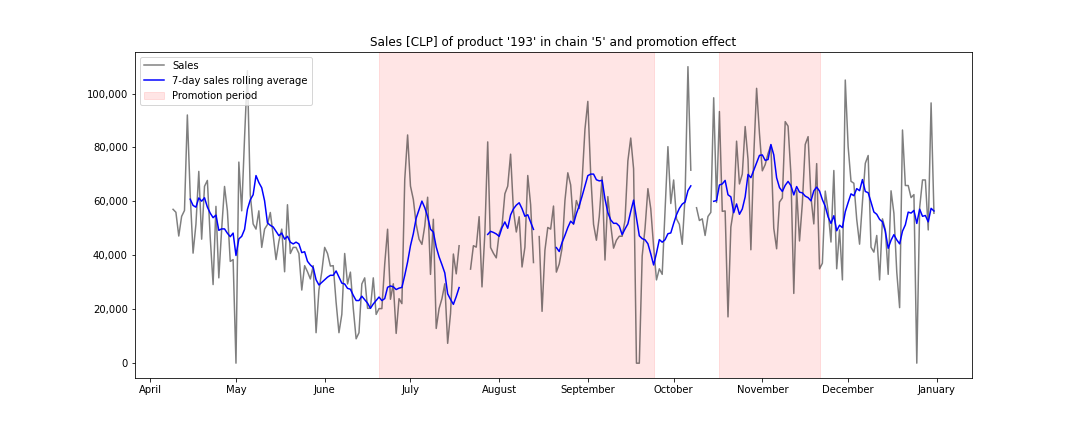 Sales [CLP] of product '193' in chain '5' and promotion effect
Sales
7-day sales rolling average
Promotion period
100,000
80,000
60,000
40,000
20,000
0
April May June July August September October November December January